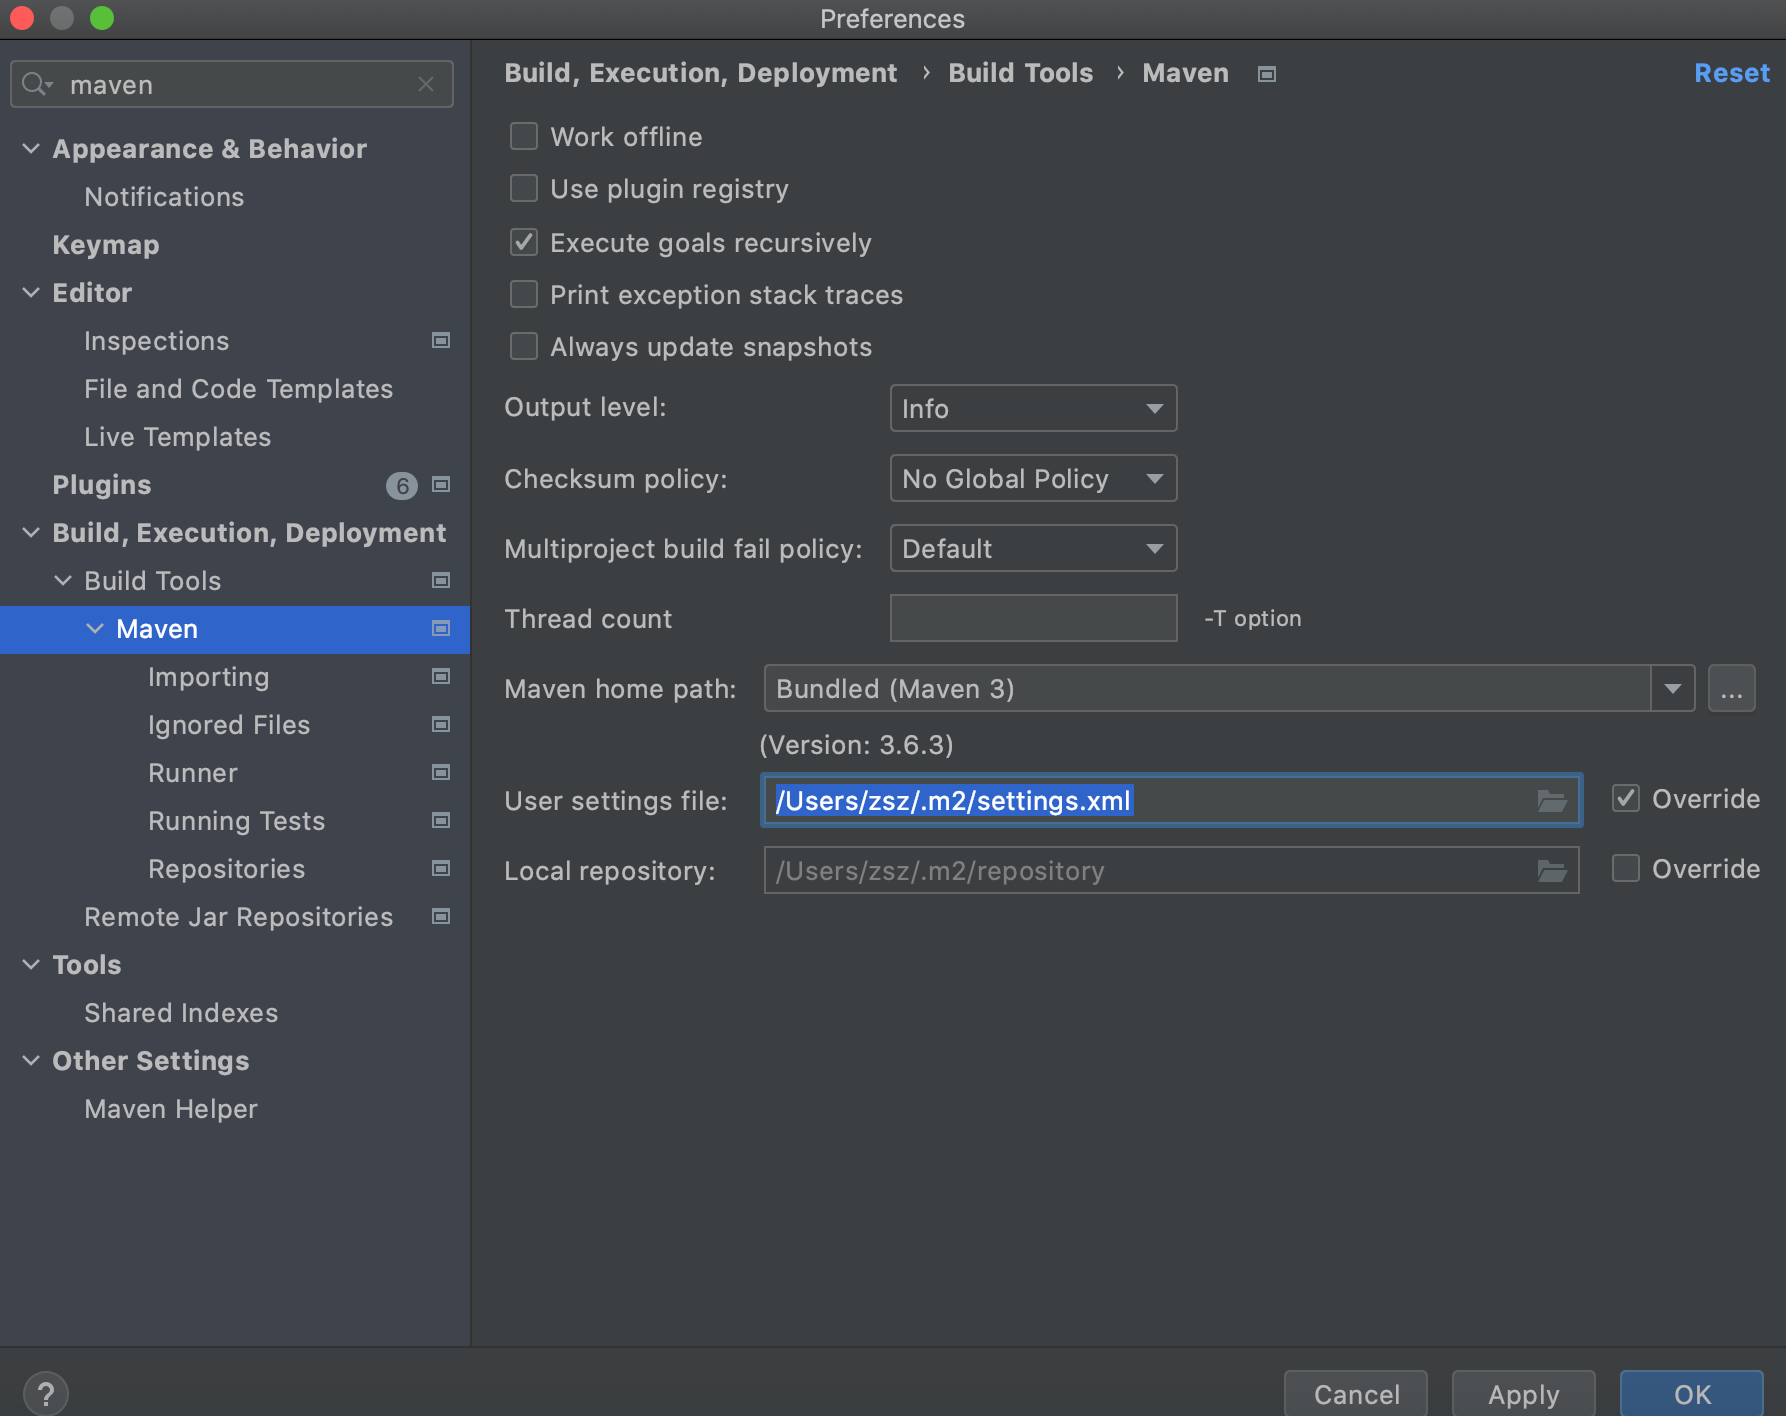 Preferences
maven
Appearance & Behavior
Notifications
Keymap
Editor
Inspections
File and Code Templates
Live Templates
Plugins 6
Build, Execution, Deployment
Build Tools
Maven
Importing
Ignored Files
Runner
Running Tests
Repositories
Remote Jar Repositories
Tools
Shared Indexes
Other Settings
Maven Helper
Build, Execution, Deployment › Build Tools › Maven
Reset
Work offline
Use plugin registry
Execute goals recursively
Print exception stack traces
Always update snapshots
Output level: Info
Checksum policy: No Global Policy
Multiproject build fail policy: Default
Thread count -T option
Maven home path: Bundled (Maven 3) ...
(Version: 3.6.3)
User settings file: /Users/zsz/.m2/settings.xml Override
Local repository: /Users/zsz/.m2/repository Override
? Cancel Apply OK